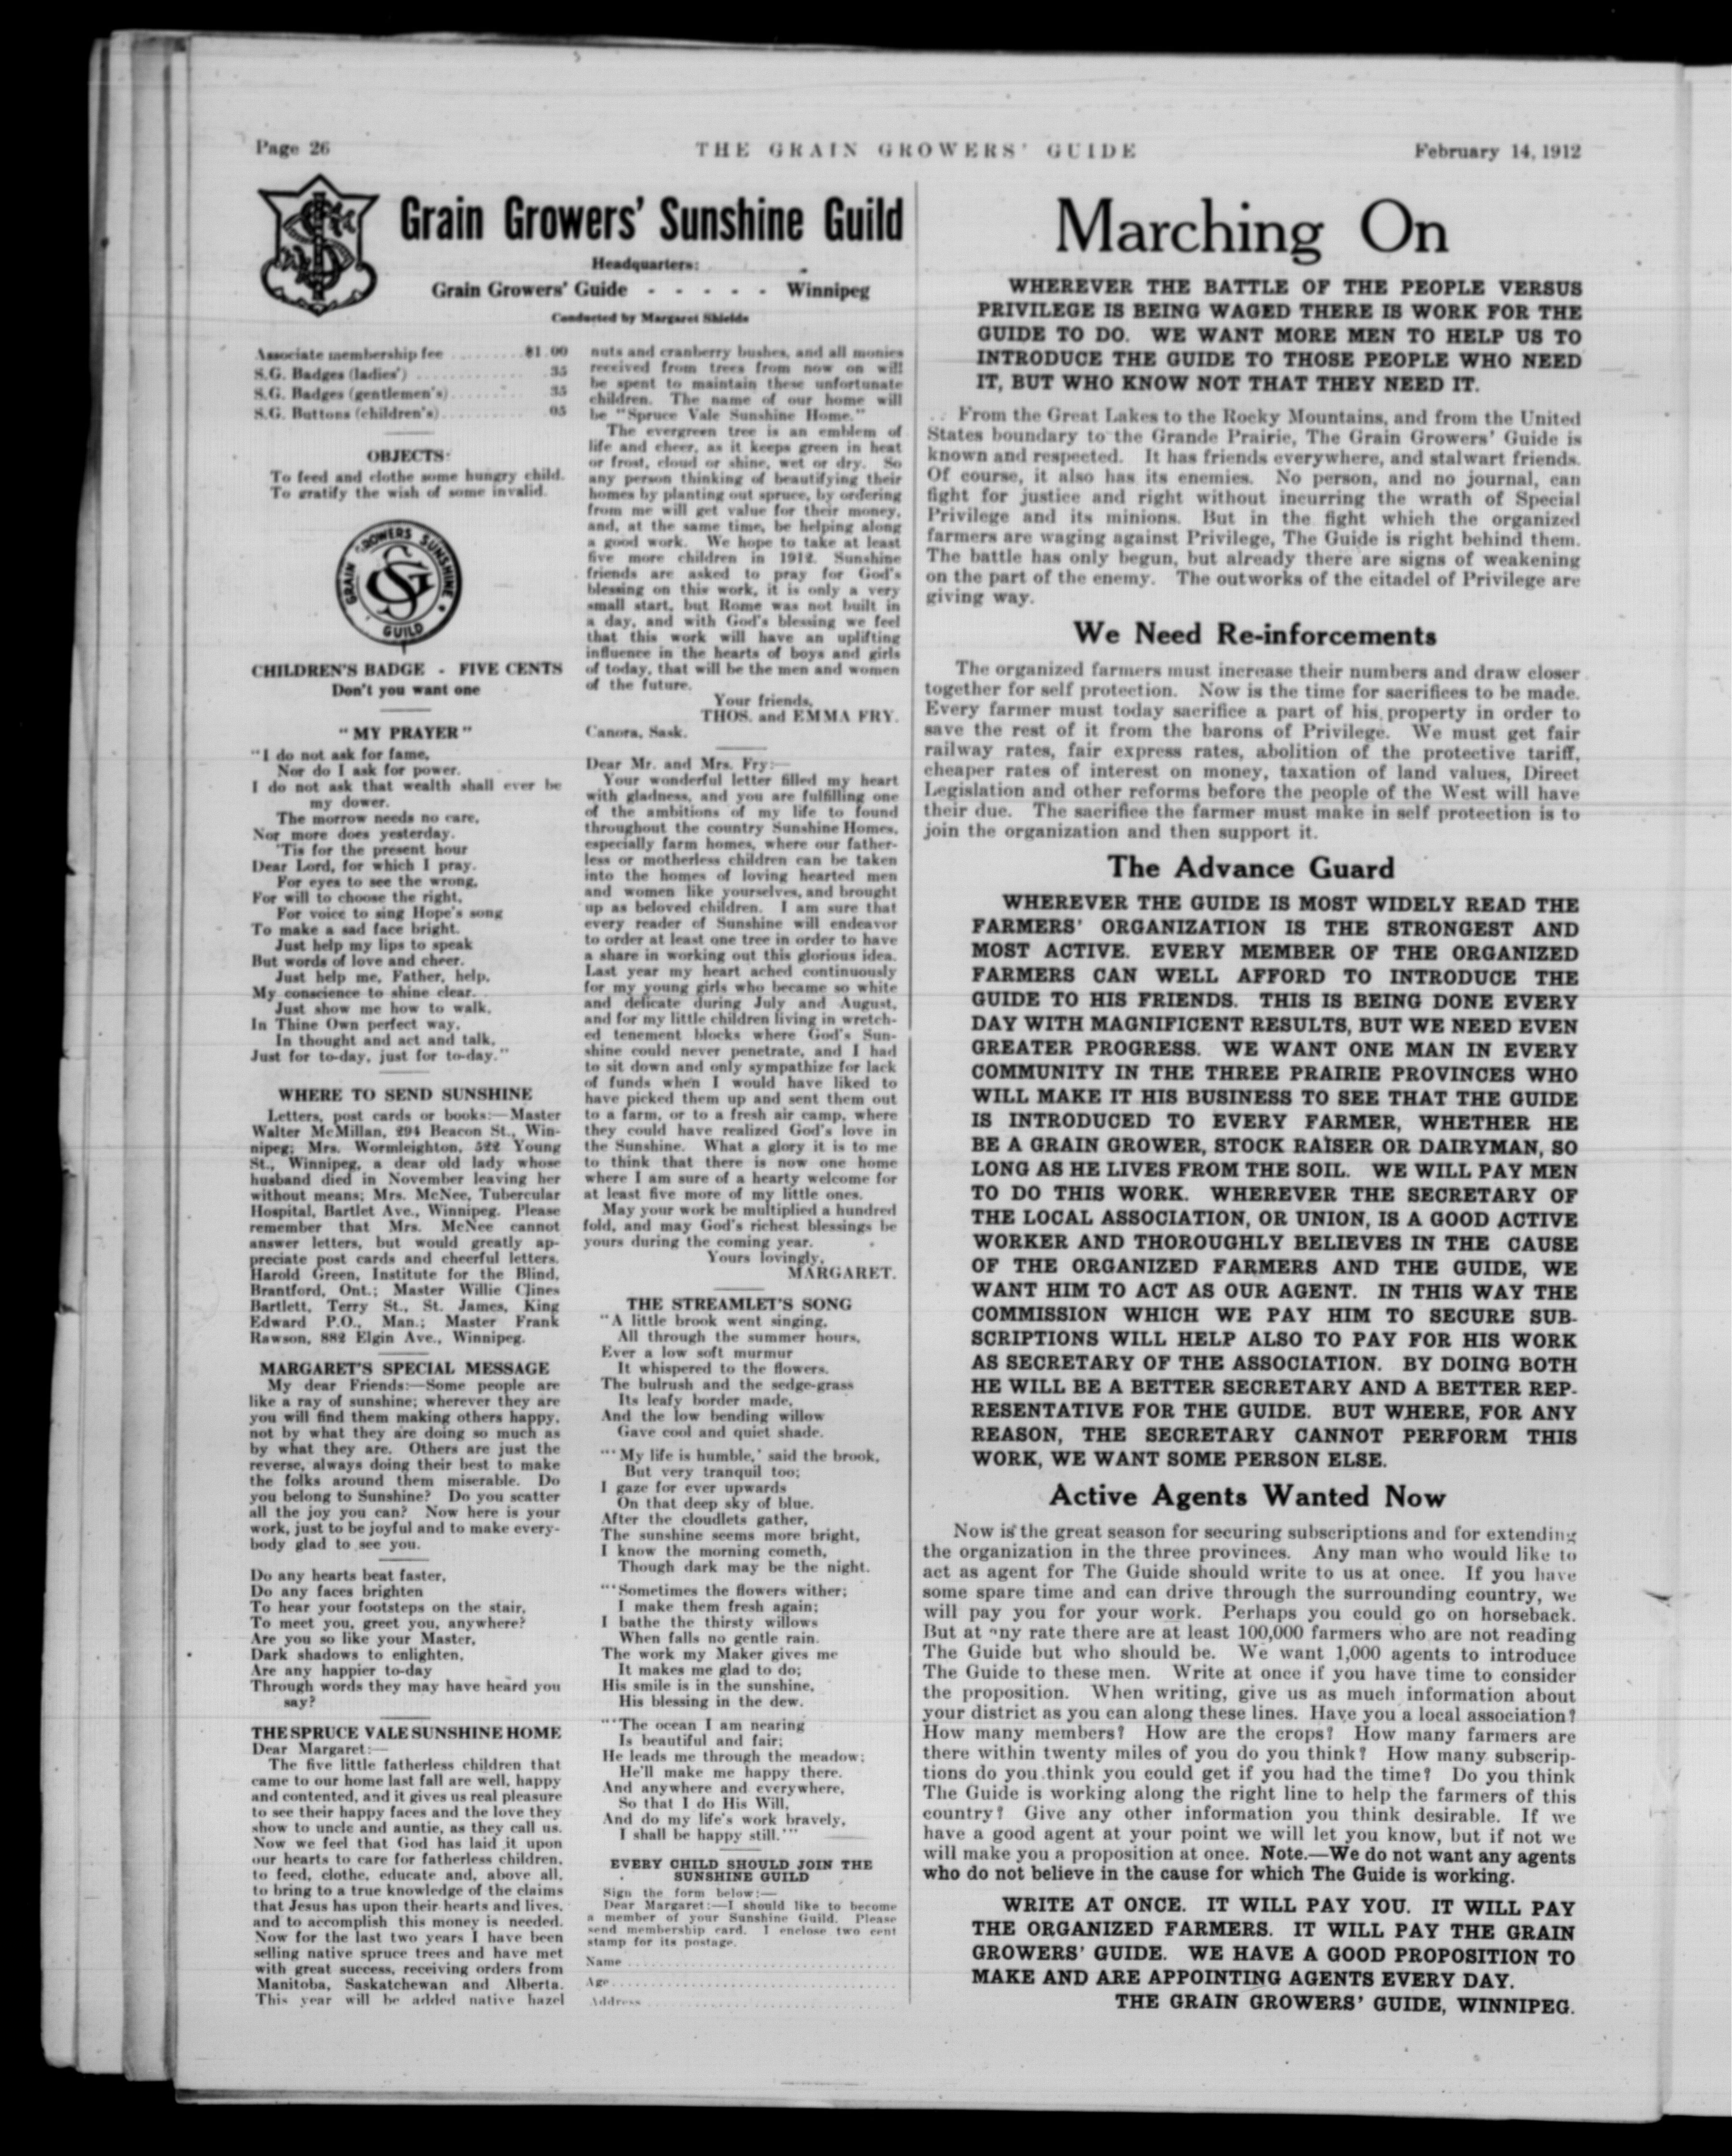 Page 26
THE GRAIN GROWERS' GUIDE
February 14, 1912
Grain Growers' Sunshine Guild
Headquarters:
Grain Growers' Guide - - - - - Winnipeg
Conducted by Margaret Shields
Associate membership fee ........ $1.00
S.G. Badges (ladies') ............. .35
S.G. Badges (gentlemen's) ........ .35
S.G. Buttons (children's) ......... .05
OBJECTS:
To feed and clothe some hungry child.
To gratify the wish of some invalid.
GRAIN GROWERS SUNSHINE
GUILD
SG
CHILDREN'S BADGE - FIVE CENTS
Don't you want one
"MY PRAYER"
"I do not ask for fame,
Nor do I ask for power.
I do not ask that wealth shall ever be
my dower.
The morrow needs no care,
Nor more does yesterday.
'Tis for the present hour
Dear Lord, for which I pray.
For eyes to see the wrong,
For will to choose the right,
For voice to sing Hope's song
To make a sad face bright.
Just help my lips to speak
But words of love and cheer.
Just help me, Father, help,
My conscience to shine clear.
Just show me how to walk,
In Thine Own perfect way,
In thought and act and talk,
Just for to-day, just for to-day."
WHERE TO SEND SUNSHINE
Letters, post cards or books:—Master
Walter McMillan, 294 Beacon St., Win-
nipeg; Mrs. Wormleighton, 522 Young
St., Winnipeg, a dear old lady whose
husband died in November leaving her
without means; Mrs. McNee, Tubercular
Hospital, Bartlet Ave., Winnipeg. Please
remember that Mrs. McNee cannot
answer letters, but would greatly ap-
preciate post cards and cheerful letters.
Harold Green, Institute for the Blind,
Brantford, Ont.; Master Willie Clines
Bartlett, Terry St., St. James, King
Edward P.O., Man.; Master Frank
Rawson, 882 Elgin Ave., Winnipeg.
MARGARET'S SPECIAL MESSAGE
My dear Friends:—Some people are
like a ray of sunshine; wherever they are
you will find them making others happy,
not by what they are doing so much as
by what they are. Others are just the
reverse, always doing their best to make
the folks around them miserable. Do
you belong to Sunshine? Do you scatter
all the joy you can? Now here is your
work, just to be joyful and to make every-
body glad to see you.
Do any hearts beat faster,
Do any faces brighten
To hear your footsteps on the stair,
To meet you, greet you, anywhere?
Are you so like your Master,
Dark shadows to enlighten,
Are any happier to-day
Through words they may have heard you
say?
THE SPRUCE VALE SUNSHINE HOME
Dear Margaret:—
The five little fatherless children that
came to our home last fall are well, happy
and contented, and it gives us real pleasure
to see their happy faces and the love they
show to uncle and auntie, as they call us.
Now we feel that God has laid it upon
our hearts to care for fatherless children,
to feed, clothe, educate and, above all,
to bring to a true knowledge of the claims
that Jesus has upon their hearts and lives,
and to accomplish this money is needed.
Now for the last two years I have been
selling native spruce trees and have met
with great success, receiving orders from
Manitoba, Saskatchewan and Alberta.
This year will be added native hazel
nuts and cranberry bushes, and all monies
received from trees from now on will
be spent to maintain these unfortunate
children. The name of our home will
be "Spruce Vale Sunshine Home."
The evergreen tree is an emblem of
life and cheer, as it keeps green in heat
or frost, cloud or shine, wet or dry. So
any person thinking of beautifying their
homes by planting out spruce, by ordering
from me will get value for their money,
and, at the same time, be helping along
a good work. We hope to take at least
five more children in 1912. Sunshine
friends are asked to pray for God's
blessing on this work, it is only a very
small start, but Rome was not built in
a day, and with God's blessing we feel
that this work will have an uplifting
influence in the hearts of boys and girls
of today, that will be the men and women
of the future.
Your friends,
THOS. and EMMA FRY.
Canora, Sask.
Dear Mr. and Mrs. Fry:—
Your wonderful letter filled my heart
with gladness, and you are fulfilling one
of the ambitions of my life to found
throughout the country Sunshine Homes,
especially farm homes, where our father-
less or motherless children can be taken
into the homes of loving hearted men
and women like yourselves, and brought
up as beloved children. I am sure that
every reader of Sunshine will endeavor
to order at least one tree in order to have
a share in working out this glorious idea.
Last year my heart ached continuously
for my young girls who became so white
and delicate during July and August,
and for my little children living in wretch-
ed tenement blocks where God's Sun-
shine could never penetrate, and I had
to sit down and only sympathize for lack
of funds when I would have liked to
have picked them up and sent them out
to a farm, or to a fresh air camp, where
they could have realized God's love in
the Sunshine. What a glory it is to me
to think that there is now one home
where I am sure of a hearty welcome for
at least five more of my little ones.
May your work be multiplied a hundred
fold, and may God's richest blessings be
yours during the coming year.
Yours lovingly,
MARGARET.
THE STREAMLET'S SONG
"A little brook went singing,
All through the summer hours,
Ever a low soft murmur
It whispered to the flowers.
The bulrush and the sedge-grass
Its leafy border made,
And the low bending willow
Gave cool and quiet shade.
"'My life is humble,' said the brook,
But very tranquil too;
I gaze for ever upwards
On that deep sky of blue.
After the cloudlets gather,
The sunshine seems more bright,
I know the morning cometh,
Though dark may be the night.
"'Sometimes the flowers wither;
I make them fresh again;
I bathe the thirsty willows
When falls no gentle rain.
The work my Maker gives me
It makes me glad to do;
His smile is in the sunshine,
His blessing in the dew.
"'The ocean I am nearing
Is beautiful and fair;
He leads me through the meadow;
He'll make me happy there.
And anywhere and everywhere,
So that I do His Will,
And do my life's work bravely,
I shall be happy still.'"
EVERY CHILD SHOULD JOIN THE
SUNSHINE GUILD
Sign the form below:—
Dear Margaret:—I should like to become
a member of your Sunshine Guild. Please
send membership card. I enclose two cent
stamp for its postage.
Name ........................................
Age ........................................
Address ........................................
Marching On
WHEREVER THE BATTLE OF THE PEOPLE VERSUS
PRIVILEGE IS BEING WAGED THERE IS WORK FOR THE
GUIDE TO DO. WE WANT MORE MEN TO HELP US TO
INTRODUCE THE GUIDE TO THOSE PEOPLE WHO NEED
IT, BUT WHO KNOW NOT THAT THEY NEED IT.
From the Great Lakes to the Rocky Mountains, and from the United
States boundary to the Grande Prairie, The Grain Growers' Guide is
known and respected. It has friends everywhere, and stalwart friends.
Of course, it also has its enemies. No person, and no journal, can
fight for justice and right without incurring the wrath of Special
Privilege and its minions. But in the fight which the organized
farmers are waging against Privilege, The Guide is right behind them.
The battle has only begun, but already there are signs of weakening
on the part of the enemy. The outworks of the citadel of Privilege are
giving way.
We Need Re-inforcements
The organized farmers must increase their numbers and draw closer
together for self protection. Now is the time for sacrifices to be made.
Every farmer must today sacrifice a part of his property in order to
save the rest of it from the barons of Privilege. We must get fair
railway rates, fair express rates, abolition of the protective tariff,
cheaper rates of interest on money, taxation of land values, Direct
Legislation and other reforms before the people of the West will have
their due. The sacrifice the farmer must make in self protection is to
join the organization and then support it.
The Advance Guard
WHEREVER THE GUIDE IS MOST WIDELY READ THE
FARMERS' ORGANIZATION IS THE STRONGEST AND
MOST ACTIVE. EVERY MEMBER OF THE ORGANIZED
FARMERS CAN WELL AFFORD TO INTRODUCE THE
GUIDE TO HIS FRIENDS. THIS IS BEING DONE EVERY
DAY WITH MAGNIFICENT RESULTS, BUT WE NEED EVEN
GREATER PROGRESS. WE WANT ONE MAN IN EVERY
COMMUNITY IN THE THREE PRAIRIE PROVINCES WHO
WILL MAKE IT HIS BUSINESS TO SEE THAT THE GUIDE
IS INTRODUCED TO EVERY FARMER, WHETHER HE
BE A GRAIN GROWER, STOCK RAISER OR DAIRYMAN, SO
LONG AS HE LIVES FROM THE SOIL. WE WILL PAY MEN
TO DO THIS WORK. WHEREVER THE SECRETARY OF
THE LOCAL ASSOCIATION, OR UNION, IS A GOOD ACTIVE
WORKER AND THOROUGHLY BELIEVES IN THE CAUSE
OF THE ORGANIZED FARMERS AND THE GUIDE, WE
WANT HIM TO ACT AS OUR AGENT. IN THIS WAY THE
COMMISSION WHICH WE PAY HIM TO SECURE SUB-
SCRIPTIONS WILL HELP ALSO TO PAY FOR HIS WORK
AS SECRETARY OF THE ASSOCIATION. BY DOING BOTH
HE WILL BE A BETTER SECRETARY AND A BETTER REP-
RESENTATIVE FOR THE GUIDE. BUT WHERE, FOR ANY
REASON, THE SECRETARY CANNOT PERFORM THIS
WORK, WE WANT SOME PERSON ELSE.
Active Agents Wanted Now
Now is the great season for securing subscriptions and for extending
the organization in the three provinces. Any man who would like to
act as agent for The Guide should write to us at once. If you have
some spare time and can drive through the surrounding country, we
will pay you for your work. Perhaps you could go on horseback.
But at any rate there are at least 100,000 farmers who are not reading
The Guide but who should be. We want 1,000 agents to introduce
The Guide to these men. Write at once if you have time to consider
the proposition. When writing, give us as much information about
your district as you can along these lines. Have you a local association?
How many members? How are the crops? How many farmers are
there within twenty miles of you do you think? How many subscrip-
tions do you think you could get if you had the time? Do you think
The Guide is working along the right line to help the farmers of this
country? Give any other information you think desirable. If we
have a good agent at your point we will let you know, but if not we
will make you a proposition at once. Note.—We do not want any agents
who do not believe in the cause for which The Guide is working.
WRITE AT ONCE. IT WILL PAY YOU. IT WILL PAY
THE ORGANIZED FARMERS. IT WILL PAY THE GRAIN
GROWERS' GUIDE. WE HAVE A GOOD PROPOSITION TO
MAKE AND ARE APPOINTING AGENTS EVERY DAY.
THE GRAIN GROWERS' GUIDE, WINNIPEG.